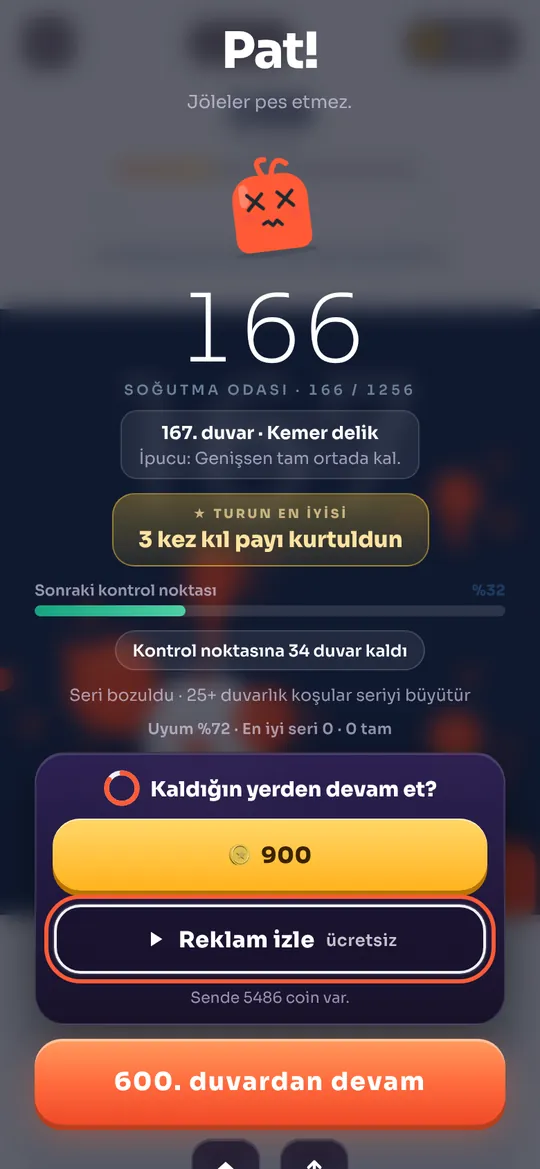 Pat!
Jöleler pes etmez.
166
SOĞUTMA ODASI · 166 / 1256
167. duvar · Kemer delik
İpucu: Genişsen tam ortada kal.
★ TURUN EN İYİSİ
3 kez kıl payı kurtuldun
Sonraki kontrol noktası %32
Kontrol noktasına 34 duvar kaldı
Seri bozuldu · 25+ duvarlık koşular seriyi büyütür
Uyum %72 · En iyi seri 0 · 0 tam
Kaldığın yerden devam et?
900
Reklam izle ücretsiz
Sende 5486 coin var.
600. duvardan devam